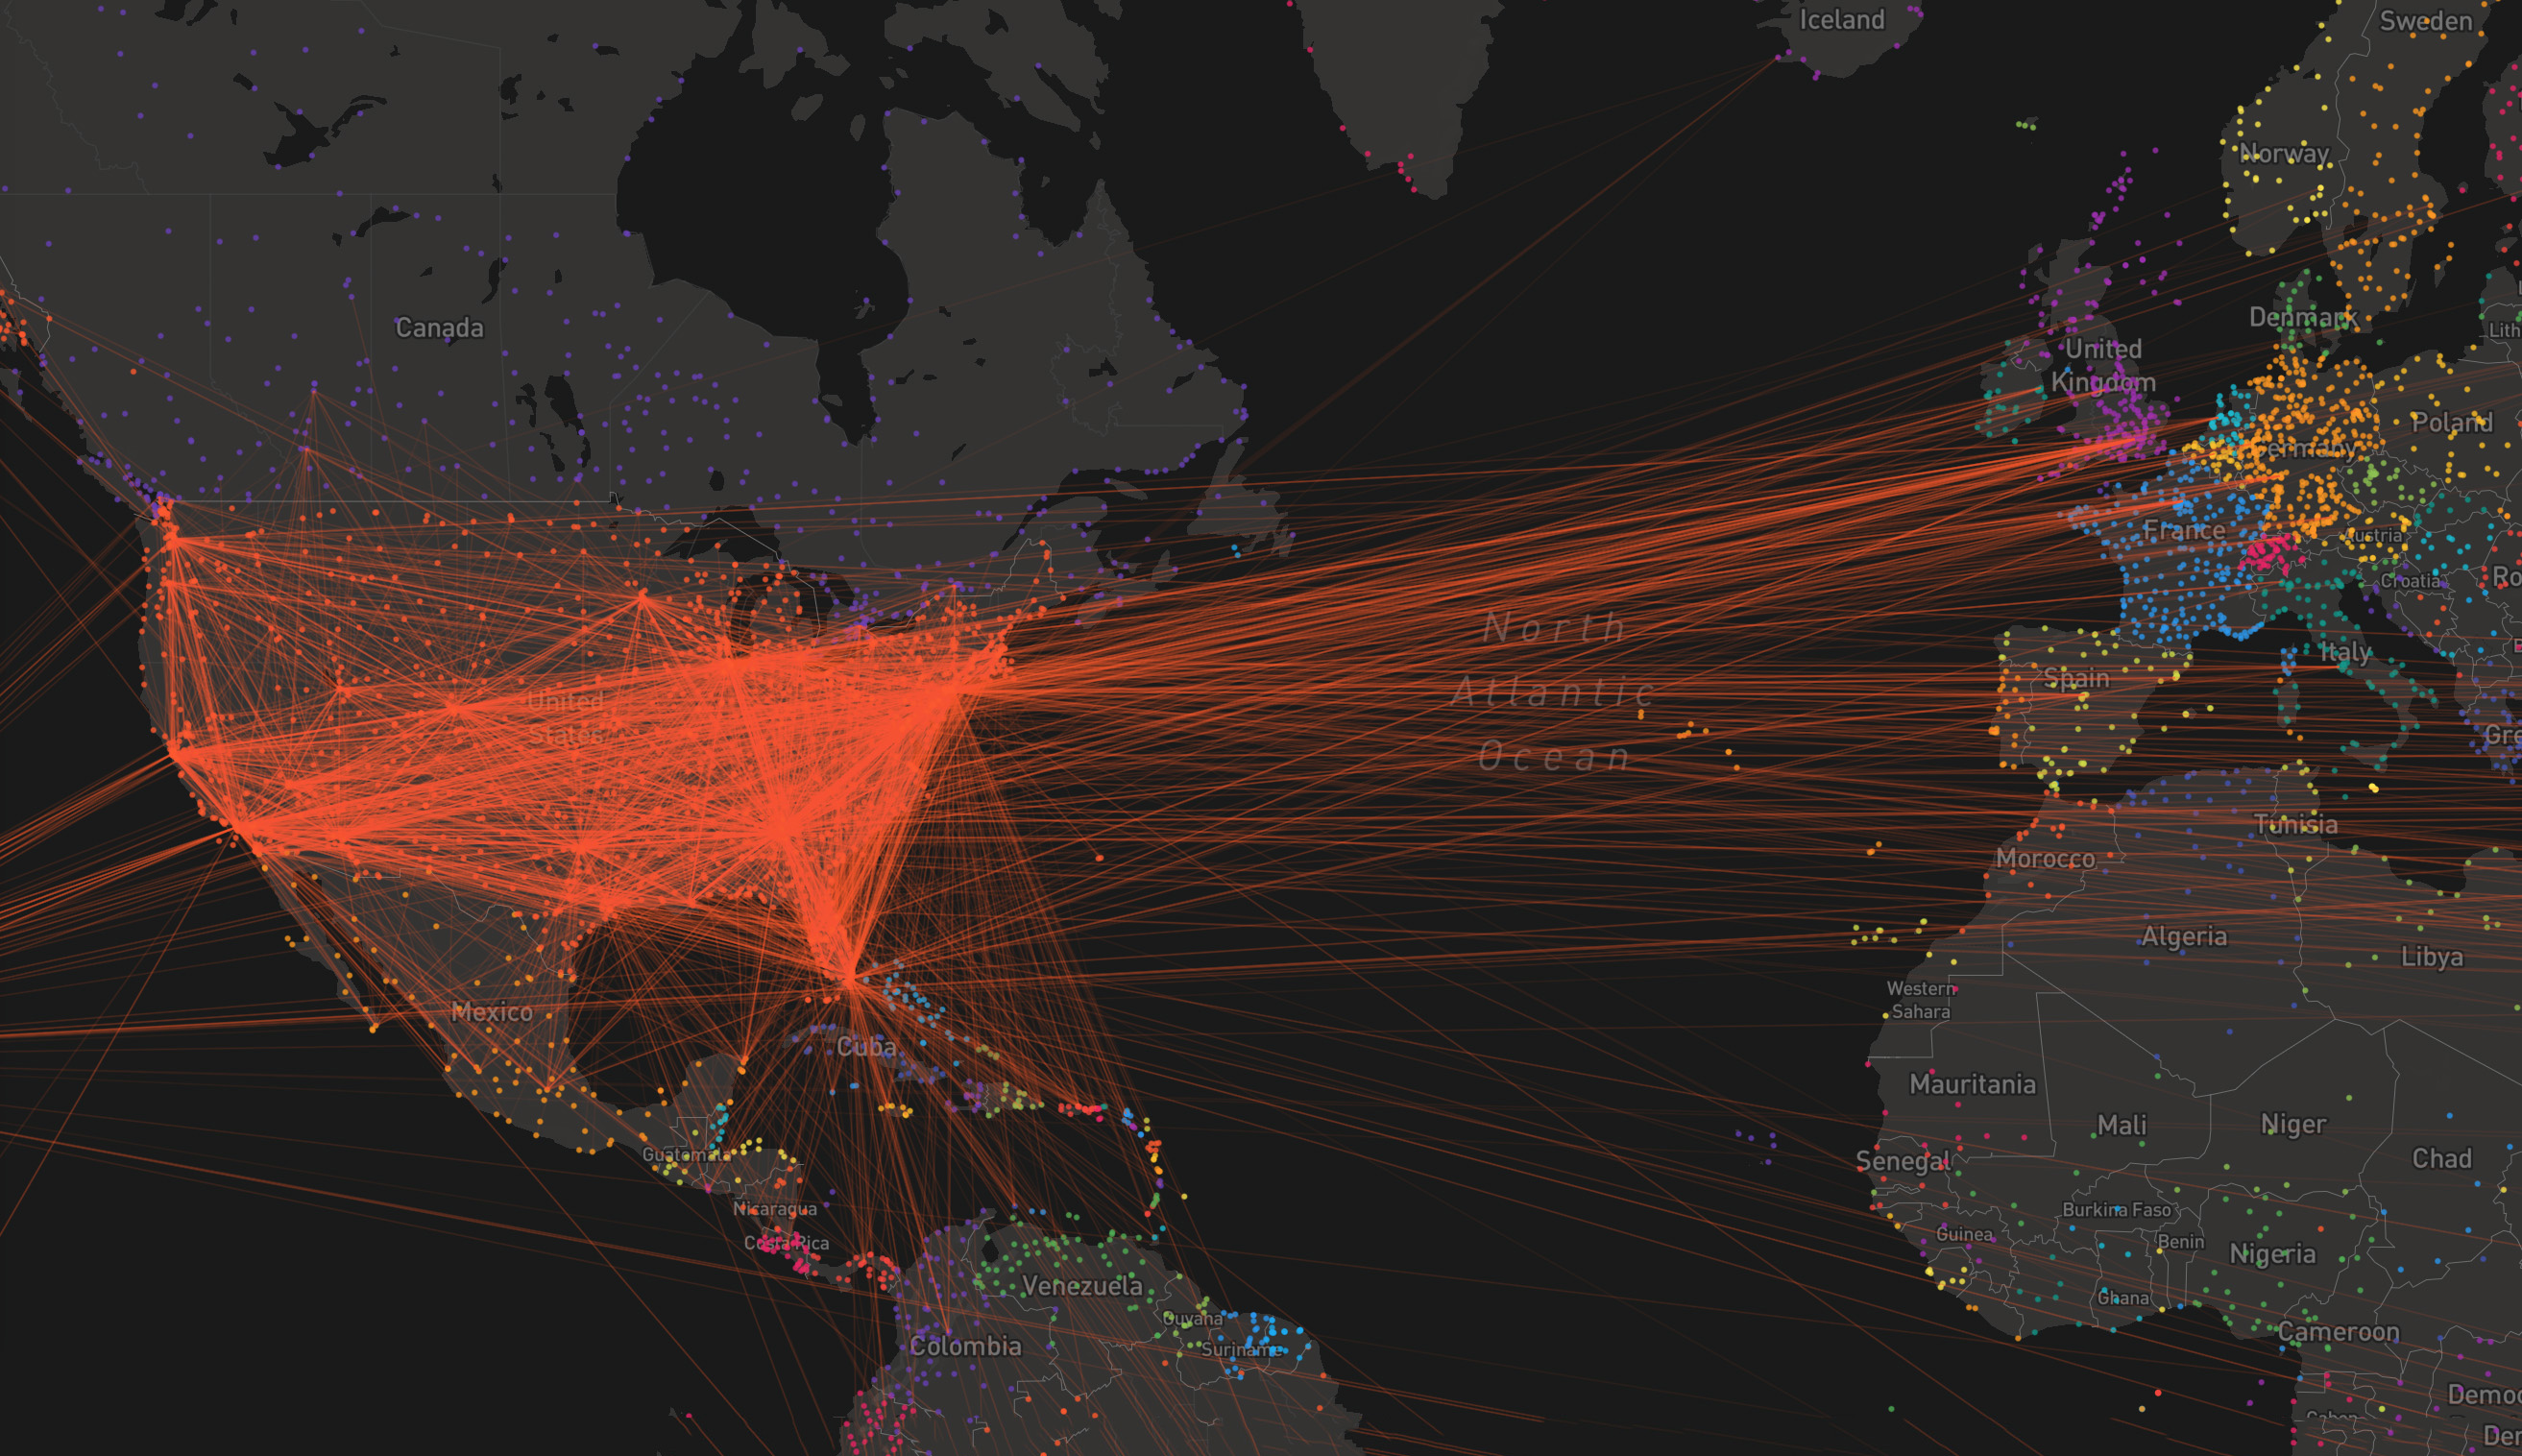 Iceland
Sweden
Norway
Canada
Denmark
Lith
United
Kingdom
Poland
Germany
France
Austria
Croatia
Ro
North
Atlantic
Ocean
Italy
Spain
Gre
United
States
Tunisia
Morocco
Algeria
Libya
Western
Sahara
Mexico
Cuba
Mauritania
Mali
Niger
Chad
Guatemala
Senegal
Nicaragua
Burkina Faso
Guinea
Benin
Costa Rica
Nigeria
Venezuela
Ghana
Guyana
Suriname
Cameroon
Colombia
Demo
Der